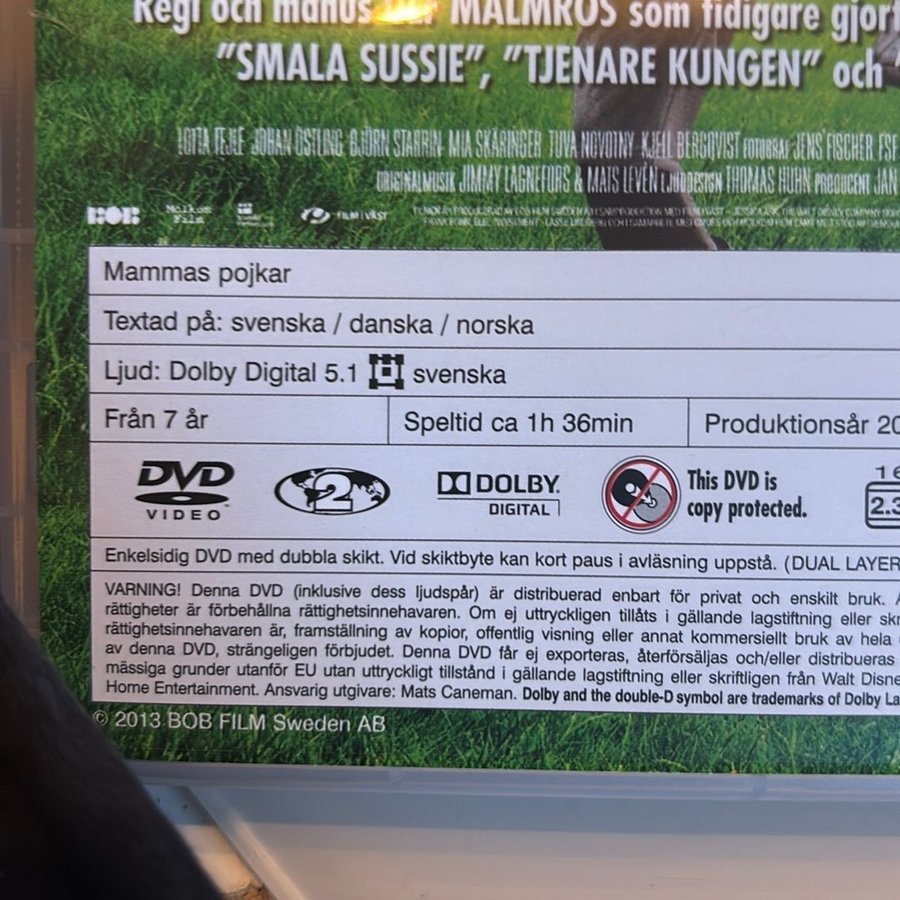 Regi och manus MALMROS som tidigare gjort
"SMALA SUSSIE", "TJENARE KUNGEN" och
LOTTA TEJLE JOHAN ÖSTLING BJÖRN STARRIN MIA SKÄRINGER TUVA NOVOTNY KJELL BERGQVIST FOTOGRAF JENS FISCHER FSF
ORIGINALMUSIK JIMMY LAGNEFORS & MATS LEVÉN LJUDDESIGN THOMAS HUHN PRODUCENT JAN
BOB Molkom Film FILM I VÄST
Mammas pojkar
Textad på: svenska / danska / norska
Ljud: Dolby Digital 5.1 svenska
Från 7 år Speltid ca 1h 36min Produktionsår 20
DVD VIDEO 2 DOLBY DIGITAL This DVD is copy protected. 16 2.3
Enkelsidig DVD med dubbla skikt. Vid skiktbyte kan kort paus i avläsning uppstå. (DUAL LAYER
VARNING! Denna DVD (inklusive dess ljudspår) är distribuerad enbart för privat och enskilt bruk. A
rättigheter är förbehållna rättighetsinnehavaren. Om ej uttryckligen tillåts i gällande lagstiftning eller skr
rättighetsinnehavaren är, framställning av kopior, offentlig visning eller annat kommersiellt bruk av hela
av denna DVD, strängeligen förbjudet. Denna DVD får ej exporteras, återförsäljas och/eller distribueras
mässiga grunder utanför EU utan uttryckligt tillstånd i gällande lagstiftning eller skriftligen från Walt Disne
Home Entertainment. Ansvarig utgivare: Mats Caneman. Dolby and the double-D symbol are trademarks of Dolby La
© 2013 BOB FILM Sweden AB